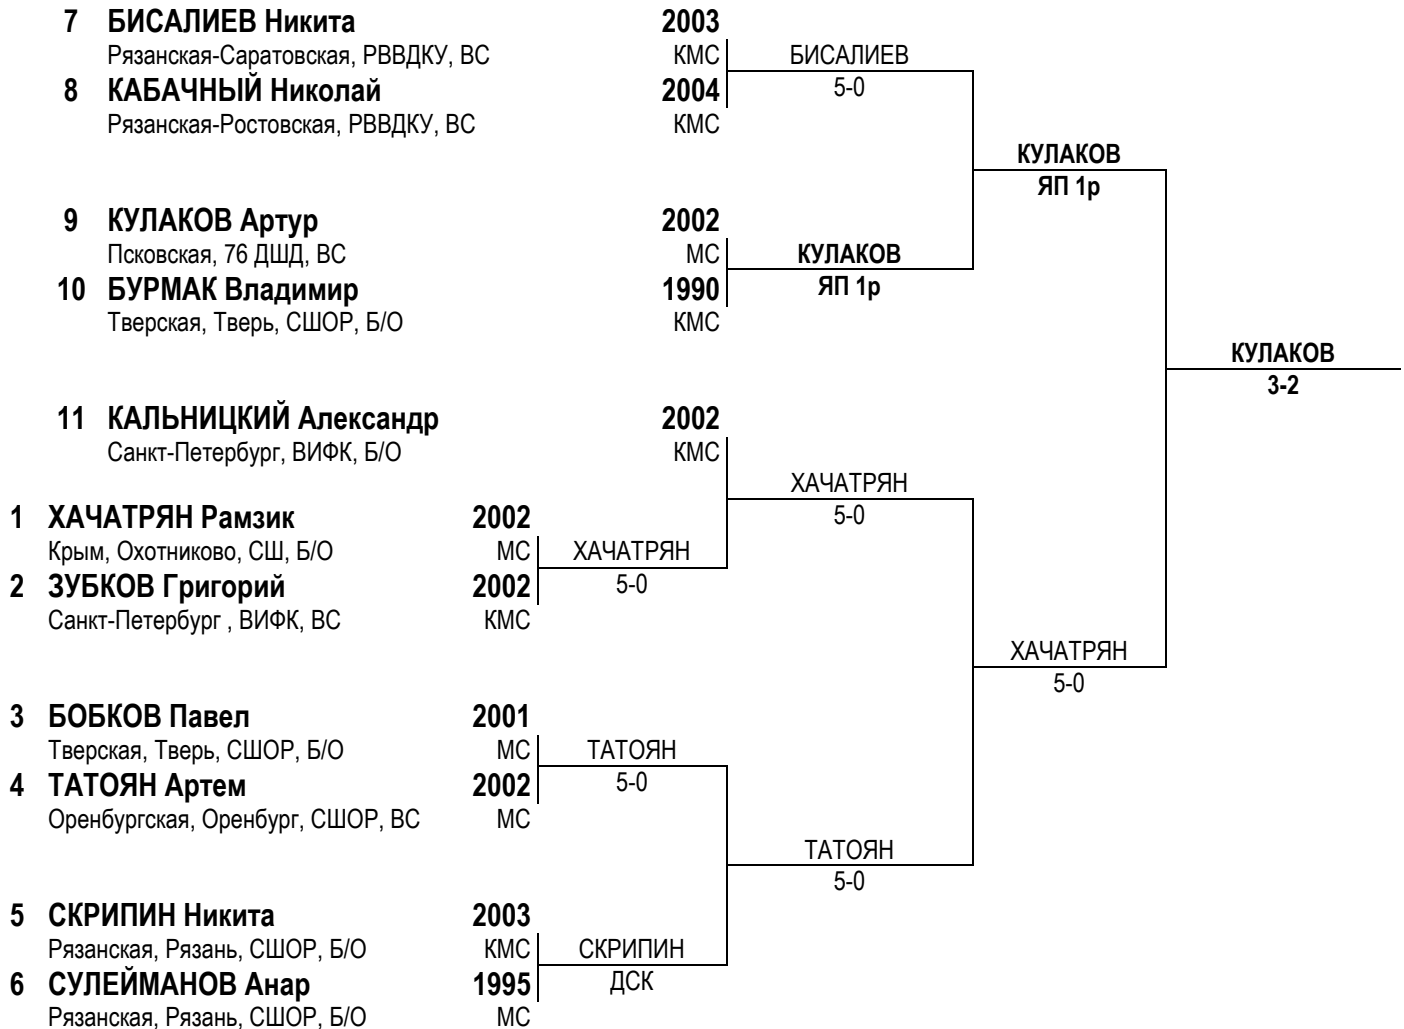 7 БИСАЛИЕВ Никита 2003
Рязанская-Саратовская, РВВДКУ, ВС КМС БИСАЛИЕВ
8 КАБАЧНЫЙ Николай 2004 5-0
Рязанская-Ростовская, РВВДКУ, ВС КМС
КУЛАКОВ
ЯП 1р
9 КУЛАКОВ Артур 2002
Псковская, 76 ДШД, ВС МС КУЛАКОВ
10 БУРМАК Владимир 1990 ЯП 1р
Тверская, Тверь, СШОР, Б/О КМС
КУЛАКОВ
3-2
11 КАЛЬНИЦКИЙ Александр 2002
Санкт-Петербург, ВИФК, Б/О КМС
ХАЧАТРЯН
1 ХАЧАТРЯН Рамзик 2002 5-0
Крым, Охотниково, СШ, Б/О МС ХАЧАТРЯН
2 ЗУБКОВ Григорий 2002 5-0
Санкт-Петербург , ВИФК, ВС КМС
ХАЧАТРЯН
5-0
3 БОБКОВ Павел 2001
Тверская, Тверь, СШОР, Б/О МС ТАТОЯН
4 ТАТОЯН Артем 2002 5-0
Оренбургская, Оренбург, СШОР, ВС МС
ТАТОЯН
5-0
5 СКРИПИН Никита 2003
Рязанская, Рязань, СШОР, Б/О КМС СКРИПИН
6 СУЛЕЙМАНОВ Анар 1995 ДСК
Рязанская, Рязань, СШОР, Б/О МС